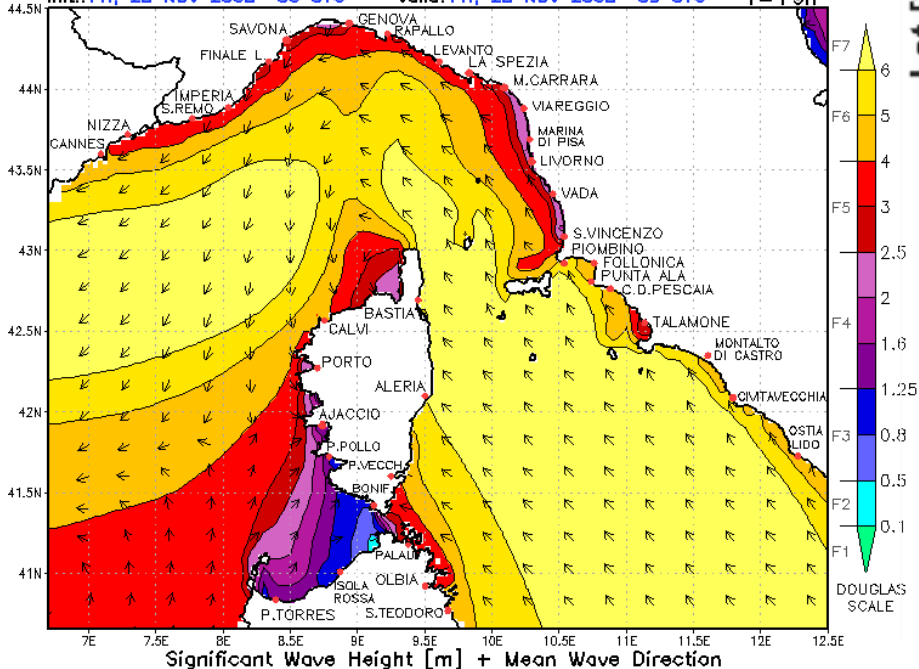 44.5N
44N
43.5N
43N
42.5N
42N
41.5N
41N
7E
7.5E
8E
8.5E
9E
9.5E
10E
10.5E
11E
11.5E
12E
12.5E
GENOVA
SAVONA
RAPALLO
FINALE L.
LEVANTO
LA SPEZIA
M.CARRARA
IMPERIA
S.REMO
VIAREGGIO
NIZZA
CANNES
MARINA
DI PISA
LIVORNO
VADA
S.VINCENZO
PIOMBINO
FOLLONICA
PUNTA ALA
C.D.PESCAIA
BASTIA
CALVI
TALAMONE
MONTALTO
DI CASTRO
PORTO
ALERIA
CIVITAVECCHIA
AJACCIO
OSTIA
LIDO
P.POLLO
P.VECCH
BONIF.
PALAU
OLBIA
ISOLA
ROSSA
P.TORRES
S.TEODORO
F7
6
F6
5
4
F5
3
2.5
F4
2
1.6
1.25
F3
0.8
0.5
F2
0.1
F1
DOUGLAS
SCALE
Significant Wave Height [m] + Mean Wave Direction